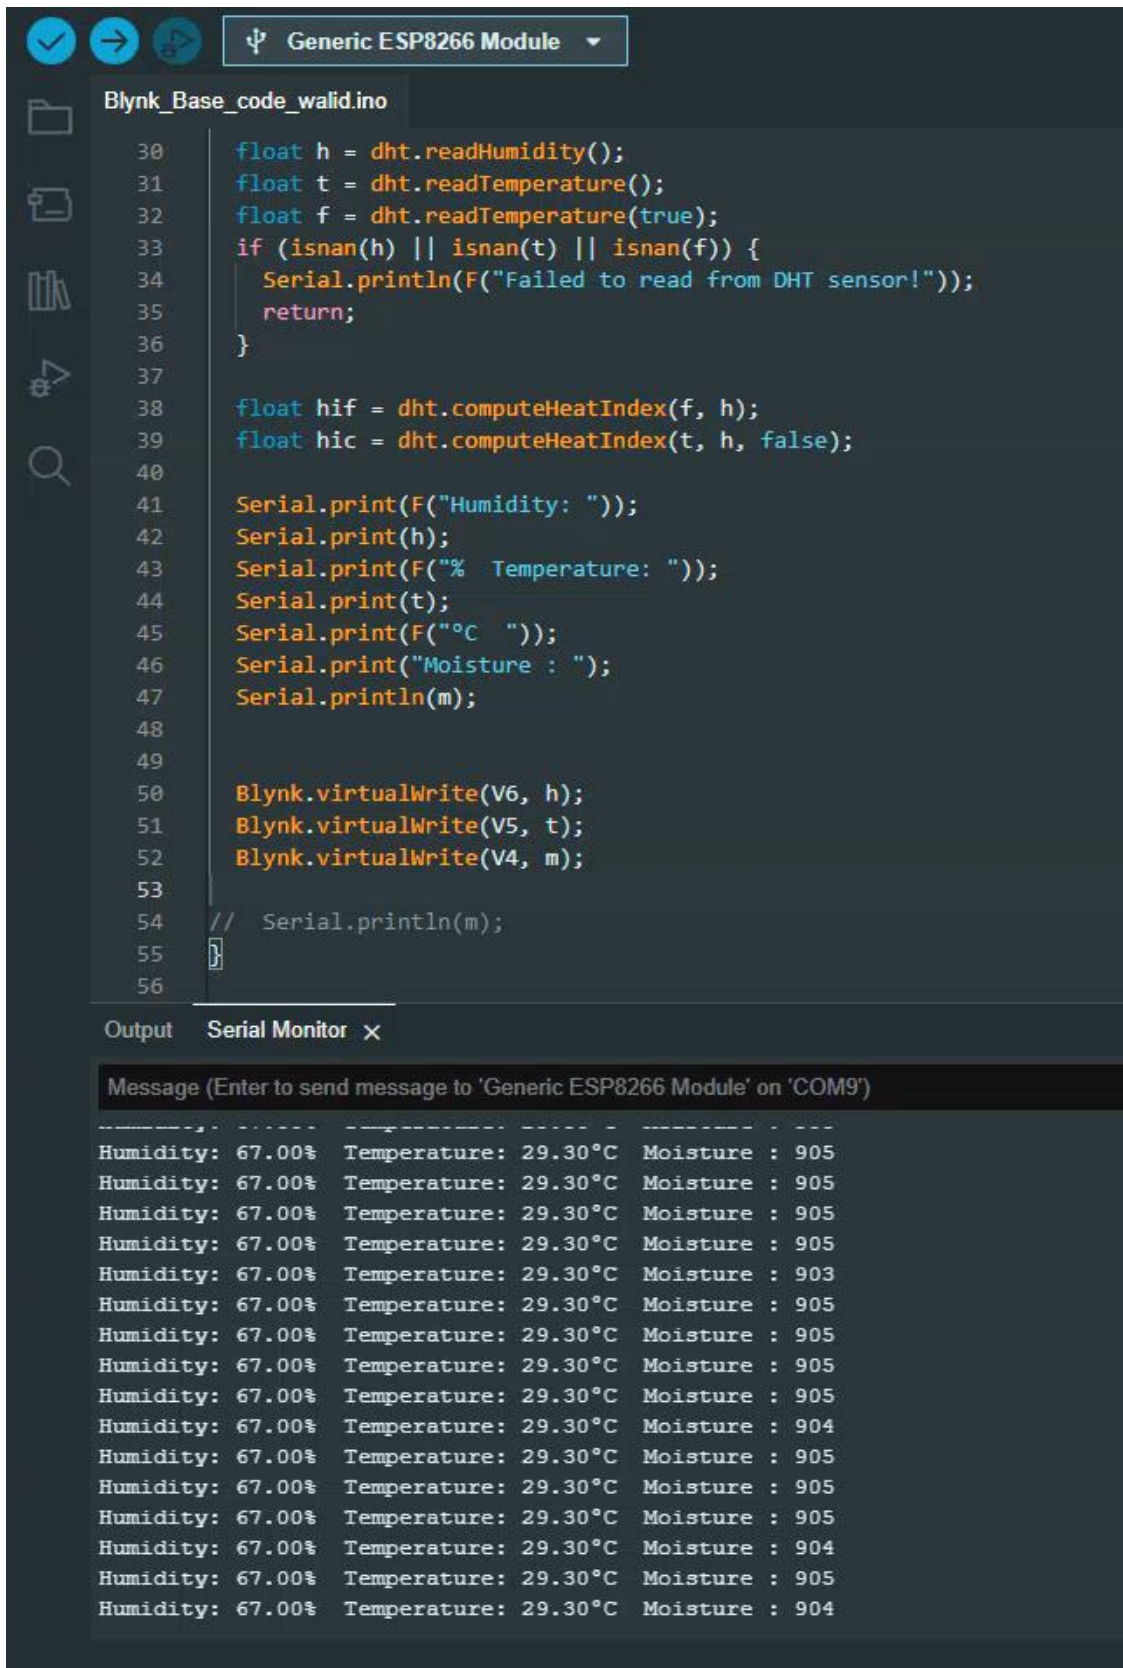 Generic ESP8266 Module
Blynk_Base_code_walid.ino
30 float h = dht.readHumidity();
31 float t = dht.readTemperature();
32 float f = dht.readTemperature(true);
33 if (isnan(h) || isnan(t) || isnan(f)) {
34 Serial.println(F("Failed to read from DHT sensor!"));
35 return;
36 }
37
38 float hif = dht.computeHeatIndex(f, h);
39 float hic = dht.computeHeatIndex(t, h, false);
40
41 Serial.print(F("Humidity: "));
42 Serial.print(h);
43 Serial.print(F("%  Temperature: "));
44 Serial.print(t);
45 Serial.print(F("°C  "));
46 Serial.print("Moisture : ");
47 Serial.println(m);
48
49
50 Blynk.virtualWrite(V6, h);
51 Blynk.virtualWrite(V5, t);
52 Blynk.virtualWrite(V4, m);
53
54 //  Serial.println(m);
55 }
56
Output Serial Monitor
Message (Enter to send message to 'Generic ESP8266 Module' on 'COM9')
Humidity: 67.00%  Temperature: 29.30°C  Moisture : 905
Humidity: 67.00%  Temperature: 29.30°C  Moisture : 905
Humidity: 67.00%  Temperature: 29.30°C  Moisture : 905
Humidity: 67.00%  Temperature: 29.30°C  Moisture : 905
Humidity: 67.00%  Temperature: 29.30°C  Moisture : 903
Humidity: 67.00%  Temperature: 29.30°C  Moisture : 905
Humidity: 67.00%  Temperature: 29.30°C  Moisture : 905
Humidity: 67.00%  Temperature: 29.30°C  Moisture : 905
Humidity: 67.00%  Temperature: 29.30°C  Moisture : 905
Humidity: 67.00%  Temperature: 29.30°C  Moisture : 904
Humidity: 67.00%  Temperature: 29.30°C  Moisture : 905
Humidity: 67.00%  Temperature: 29.30°C  Moisture : 905
Humidity: 67.00%  Temperature: 29.30°C  Moisture : 905
Humidity: 67.00%  Temperature: 29.30°C  Moisture : 904
Humidity: 67.00%  Temperature: 29.30°C  Moisture : 905
Humidity: 67.00%  Temperature: 29.30°C  Moisture : 904